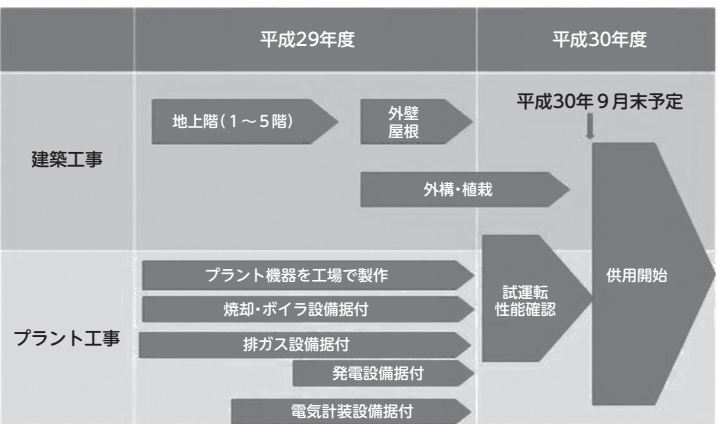 平成29年度
平成30年度
建築工事
地上階(1～5階)
外壁
屋根
平成30年9月末予定
外構・植栽
供用開始
プラント工事
プラント機器を工場で製作
焼却・ボイラ設備据付
排ガス設備据付
発電設備据付
電気計装設備据付
試運転
性能確認